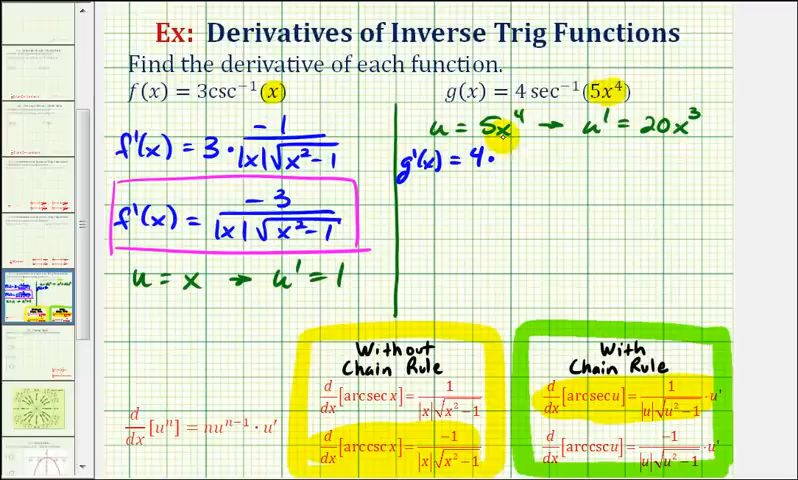 Ex: Derivatives of Inverse Trig Functions
Find the derivative of each function.
f(x) = 3csc⁻¹(x)
g(x) = 4 sec⁻¹(5x⁴)
f'(x) = 3 · -1 / |x|√(x² - 1)
f'(x) = -3 / |x|√(x² - 1)
u = x → u' = 1
u = 5x⁴ → u' = 20x³
g'(x) = 4 ·
d/dx [uⁿ] = nuⁿ⁻¹ · u'
Without
Chain Rule
d/dx [arcsec x] = 1 / |x|√(x² - 1)
d/dx [arccsc x] = -1 / |x|√(x² - 1)
With
Chain Rule
d/dx [arcsec u] = 1 / |u|√(u² - 1) · u'
d/dx [arccsc u] = -1 / |u|√(u² - 1) · u'